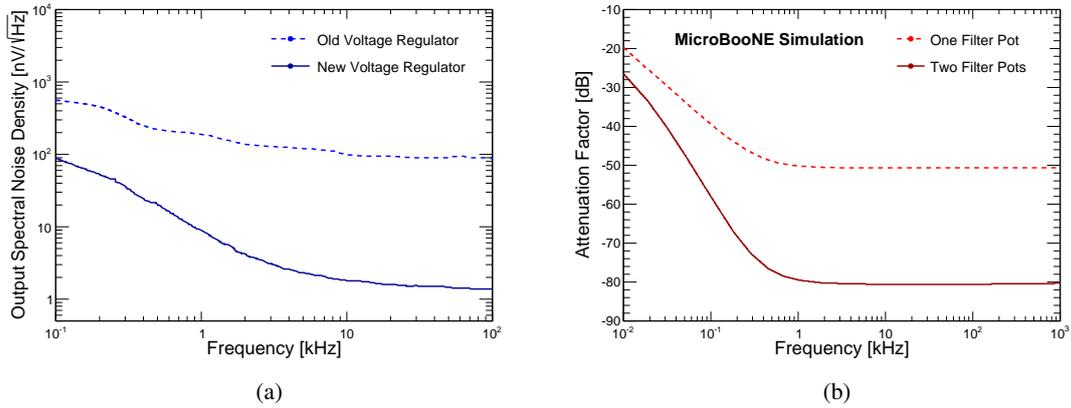 Output Spectral Noise Density [nV/√Hz]
10⁴
10³
10²
10
1
Old Voltage Regulator
New Voltage Regulator
10⁻¹ 1 10 10²
Frequency [kHz]
(a)
Attenuation Factor [dB]
-10
-20
-30
-40
-50
-60
-70
-80
-90
MicroBooNE Simulation
One Filter Pot
Two Filter Pots
10⁻² 10⁻¹ 1 10 10² 10³
Frequency [kHz]
(b)